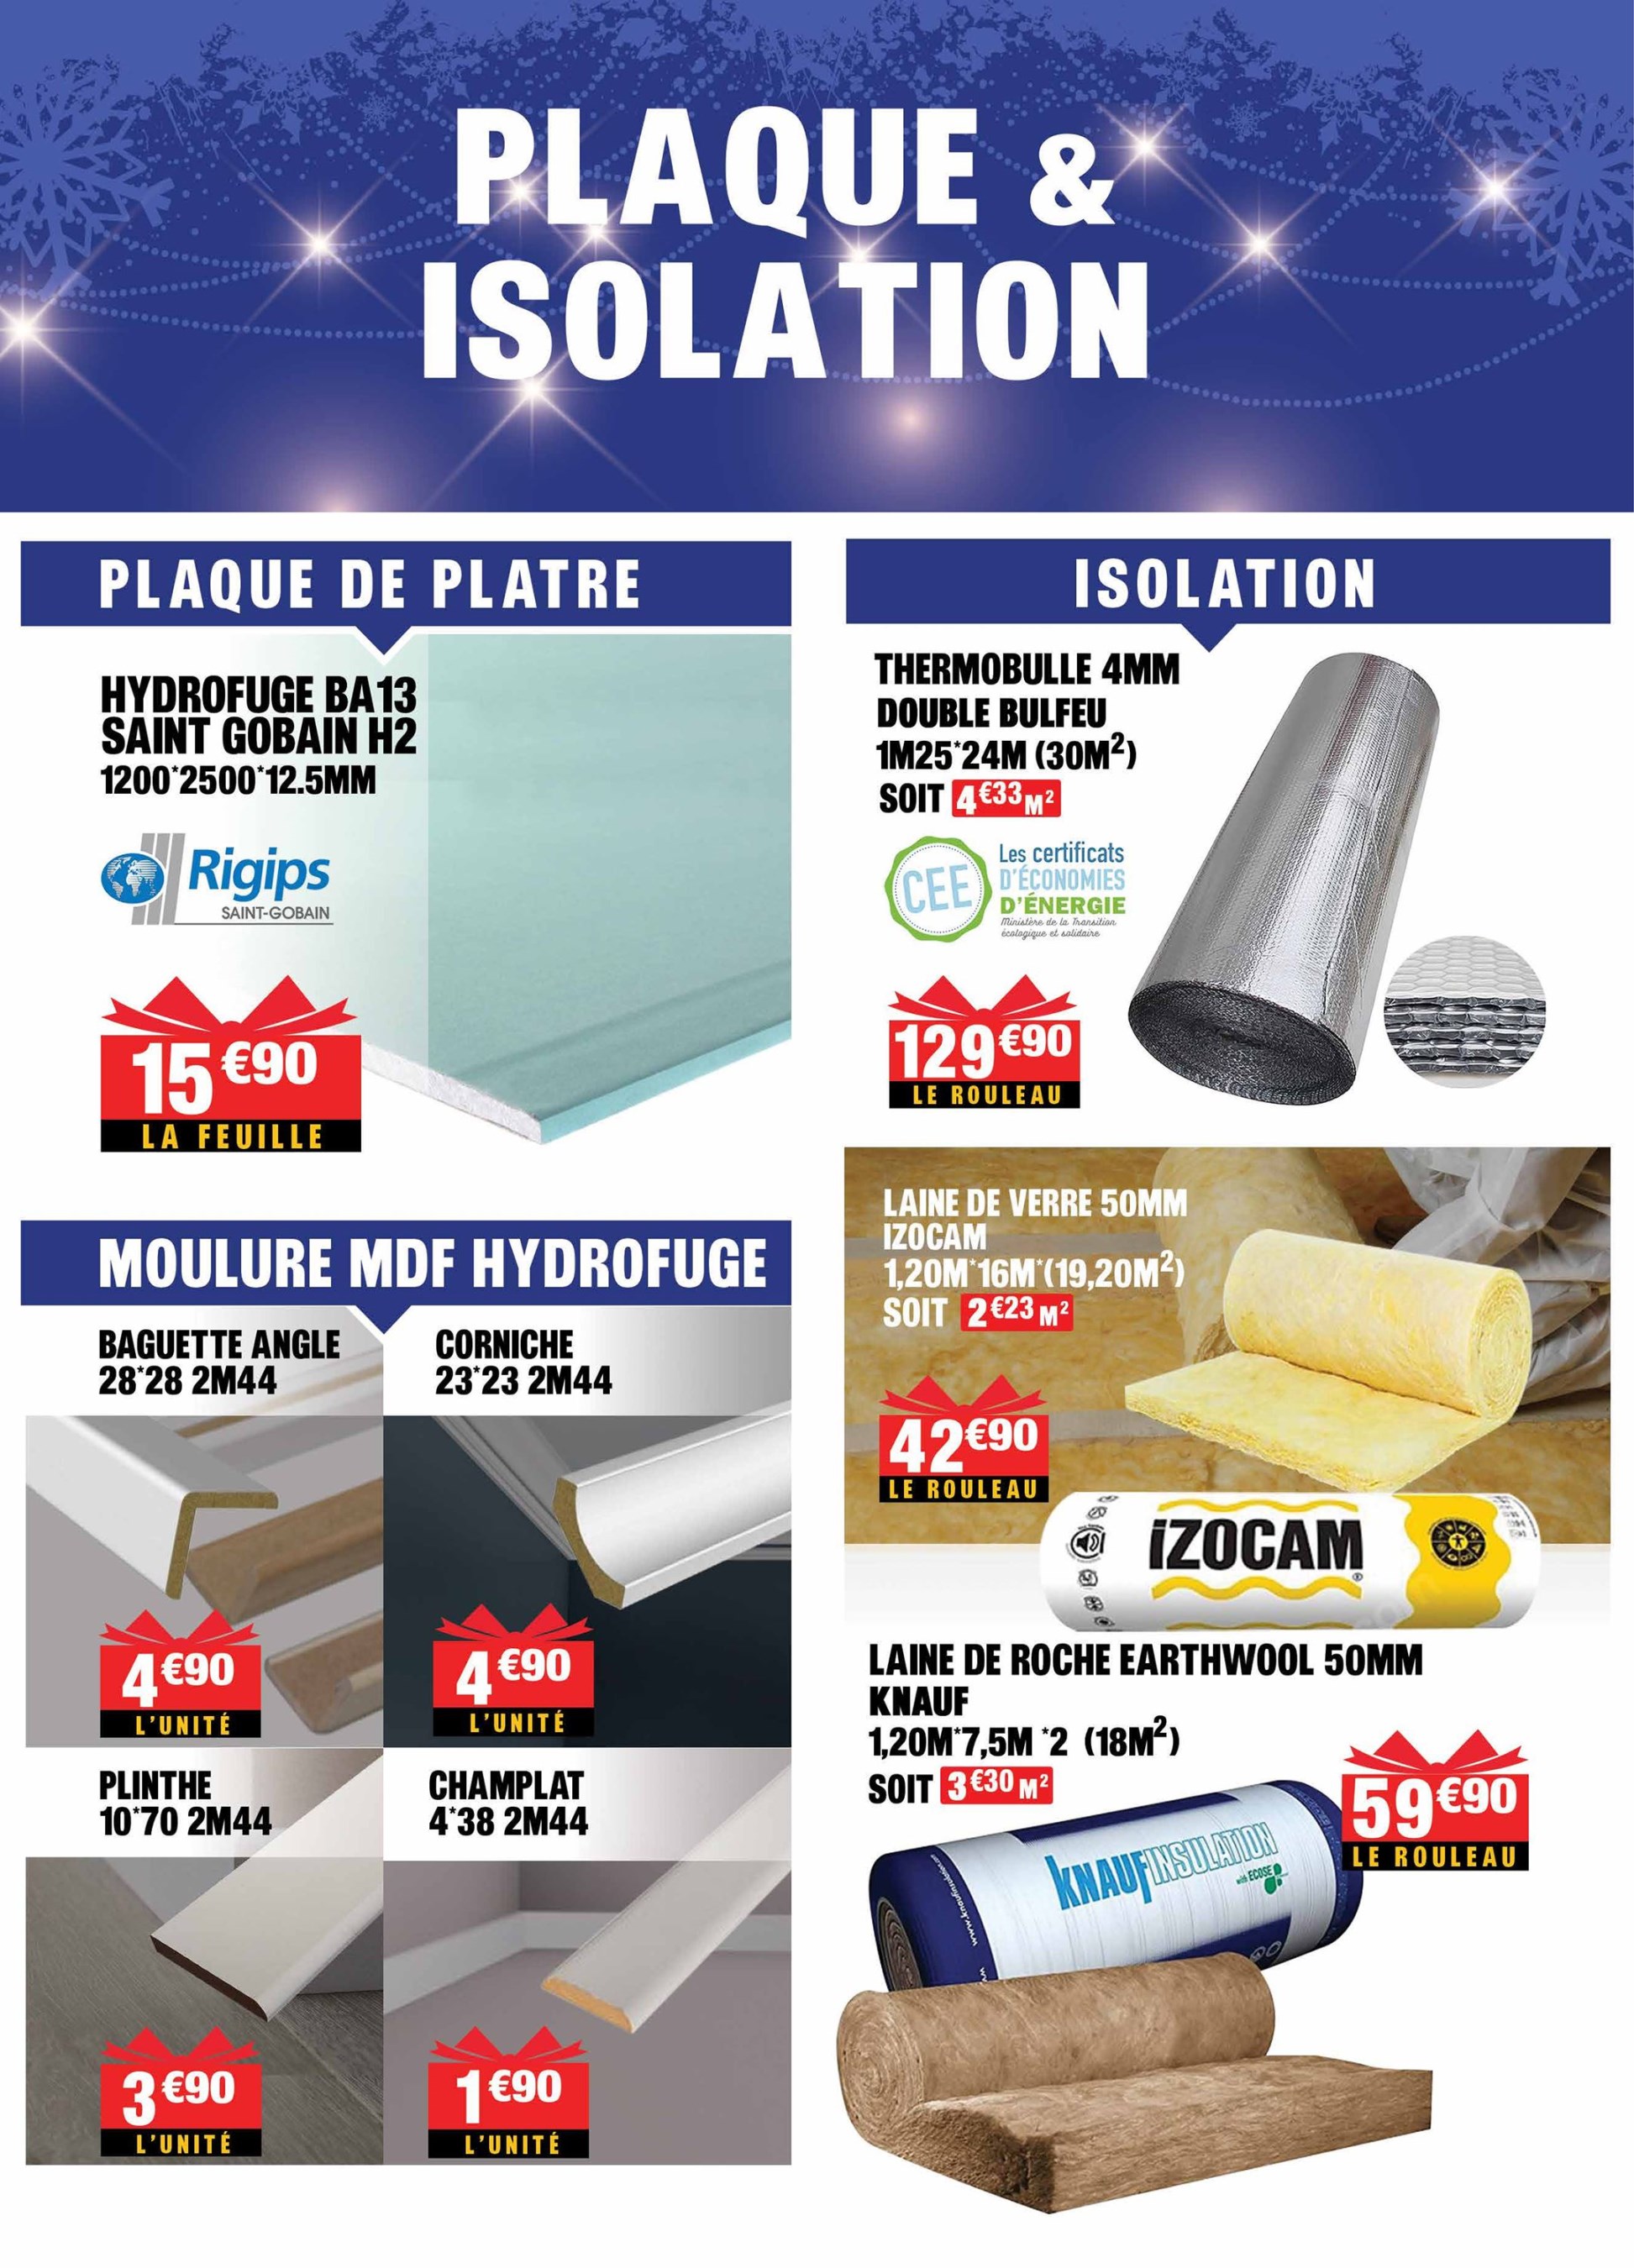 PLAQUE &
ISOLATION
PLAQUE DE PLATRE
HYDROFUGE BA13
SAINT GOBAIN H2
1200*2500*12.5MM
Rigips
SAINT-GOBAIN
15€90
LA FEUILLE
MOULURE MDF HYDROFUGE
BAGUETTE ANGLE
28*28 2M44
4€90
L'UNITÉ
CORNICHE
23*23 2M44
4€90
L'UNITÉ
PLINTHE
10*70 2M44
3€90
L'UNITÉ
CHAMPLAT
4*38 2M44
1€90
L'UNITÉ
ISOLATION
THERMOBULLE 4MM
DOUBLE BULFEU
1M25*24M (30M²)
SOIT 4€33 M²
CEE
Les certificats
D'ÉCONOMIES
D'ÉNERGIE
Ministère de la Transition
écologique et solidaire
129€90
LE ROULEAU
LAINE DE VERRE 50MM
IZOCAM
1,20M*16M*(19,20M²)
SOIT 2€23 M²
42€90
LE ROULEAU
iZOCAM
LAINE DE ROCHE EARTHWOOL 50MM
KNAUF
1,20M*7,5M *2 (18M²)
SOIT 3€30 M²
59€90
LE ROULEAU
KNAUFINSULATION
with ECOSE
www.knaufinsulation.com